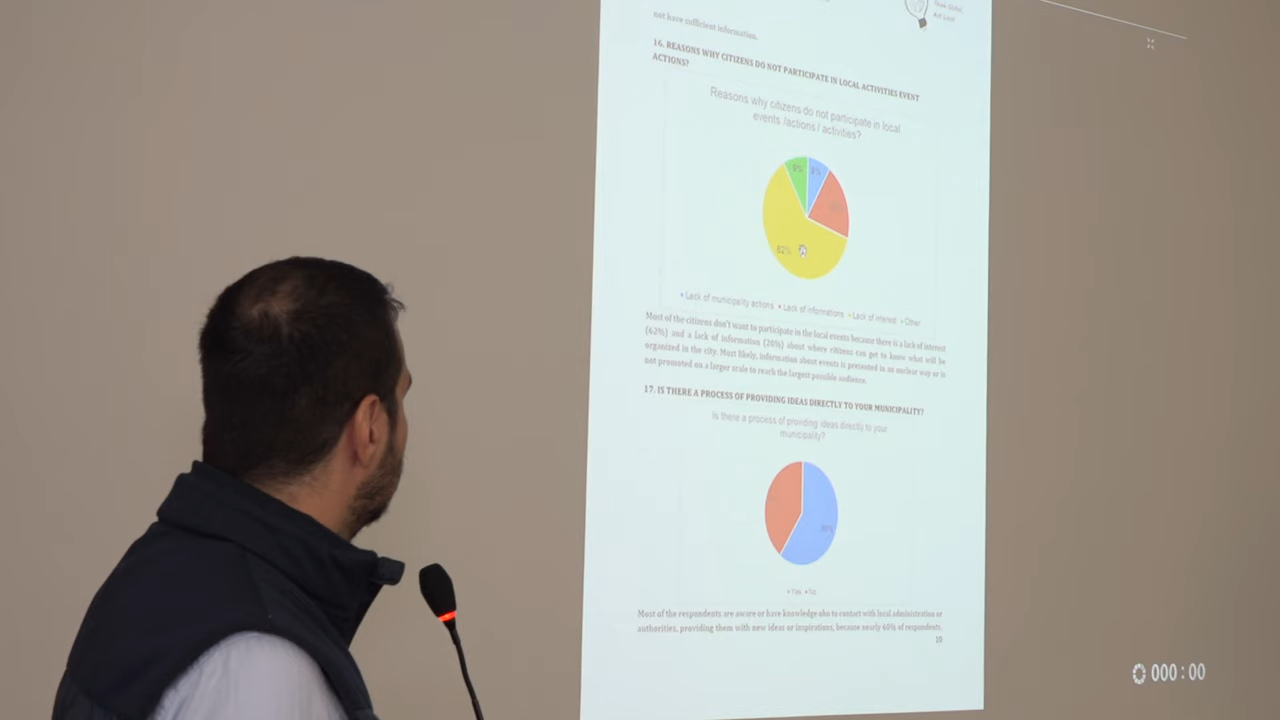 Think Global,
Act Local
not have sufficient information.
16. REASONS WHY CITIZENS DO NOT PARTICIPATE IN LOCAL ACTIVITIES EVENT
ACTIONS?
Reasons why citizens do not participate in local
events /actions / activities?
9%
8%
62%
Lack of municipality actions Lack of informations Lack of interest Other
Most of the citizens don't want to participate in the local events because there is a lack of interest
(62%) and a lack of information (20%) about where citizens can get to know what will be
organized in the city. Most likely, information about events is presented in an unclear way or is
not promoted on a larger scale to reach the largest possible audience.
17. IS THERE A PROCESS OF PROVIDING IDEAS DIRECTLY TO YOUR MUNICIPALITY?
Is there a process of providing ideas directly to your
municipality?
Yes No
Most of the respondents are aware or have knowledge who to contact with local administration or
authorities, providing them with new ideas or inspirations, because nearly 60% of respondents,
10
000:00